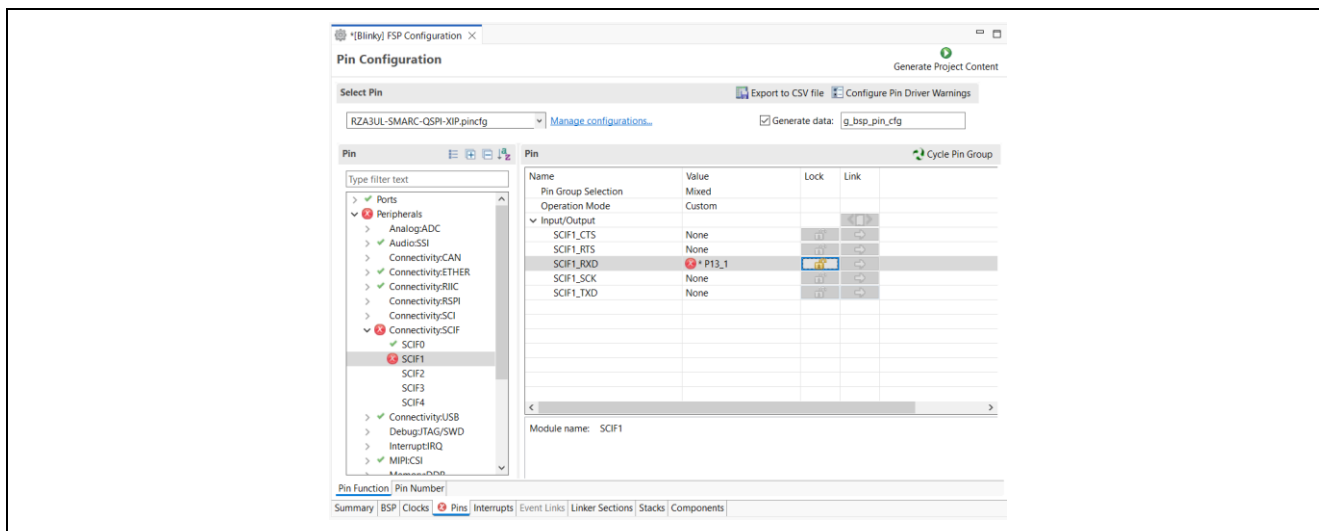 *[Blinky] FSP Configuration
Pin Configuration
Generate Project Content
Select Pin
Export to CSV file
Configure Pin Driver Warnings
RZA3UL-SMARC-QSPI-XIP.pincfg
Manage configurations...
Generate data:
g_bsp_pin_cfg
Pin
Type filter text
Ports
Peripherals
Analog:ADC
Audio:SSI
Connectivity:CAN
Connectivity:ETHER
Connectivity:RIIC
Connectivity:RSPI
Connectivity:SCI
Connectivity:SCIF
SCIF0
SCIF1
SCIF2
SCIF3
SCIF4
Connectivity:USB
Debug:JTAG/SWD
Interrupt:IRQ
MIPI:CSI
Pin
Cycle Pin Group
Name Value Lock Link
Pin Group Selection Mixed
Operation Mode Custom
Input/Output
SCIF1_CTS None
SCIF1_RTS None
SCIF1_RXD * P13_1
SCIF1_SCK None
SCIF1_TXD None
Module name: SCIF1
Pin Function Pin Number
Summary BSP Clocks Pins Interrupts Event Links Linker Sections Stacks Components